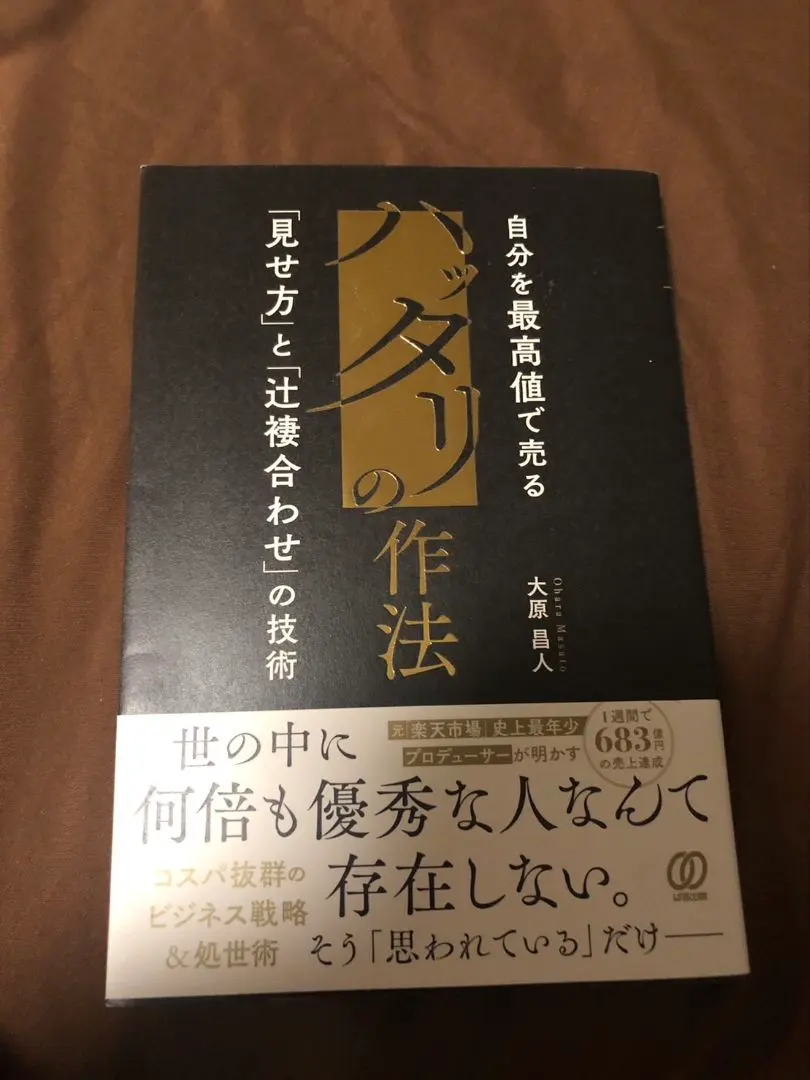 自分を最高値で売る
ハッタリの作法
「見せ方」と「辻褄合わせ」の技術
大原 昌人
Ohara Masato
元「楽天市場」史上最年少
プロデューサーが明かす
1週間で
683億円
の売上達成
世の中に
何倍も優秀な人なんて
存在しない。
そう「思われている」だけ――
コスパ抜群の
ビジネス戦略
&処世術